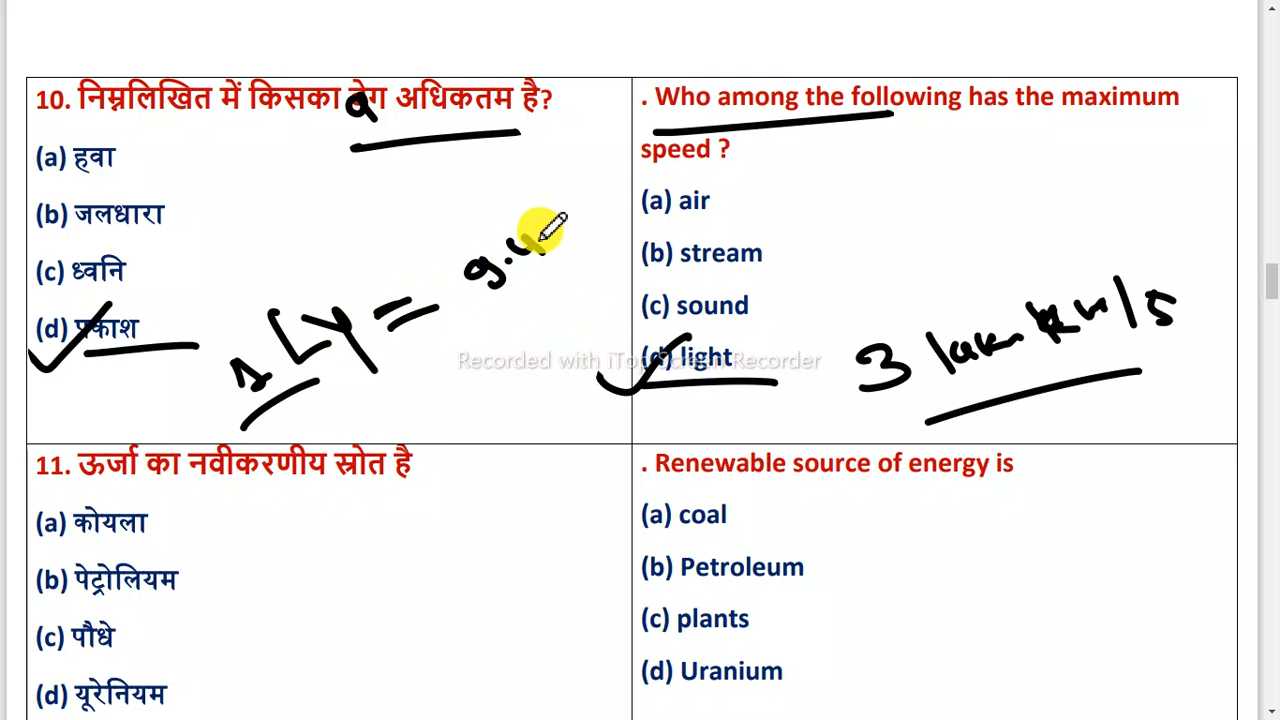 10. निम्नलिखित में किसका वेग अधिकतम है?
(a) हवा
(b) जलधारा
(c) ध्वनि
(d) प्रकाश
1 Ly = 9.4
. Who among the following has the maximum
speed ?
(a) air
(b) stream
(c) sound
(d) light
3 lakh km/s
Recorded with iTop Screen Recorder
11. ऊर्जा का नवीकरणीय स्रोत है
(a) कोयला
(b) पेट्रोलियम
(c) पौधे
(d) यूरेनियम
. Renewable source of energy is
(a) coal
(b) Petroleum
(c) plants
(d) Uranium